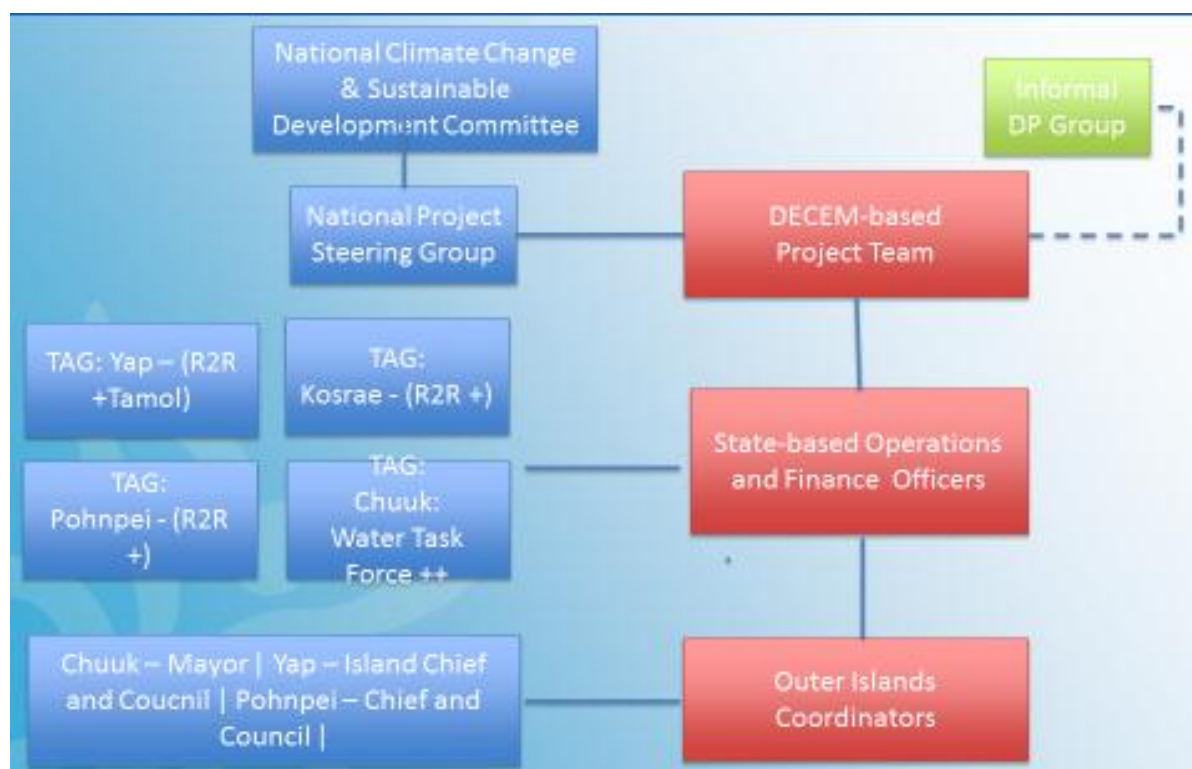 National Climate Change
& Sustainable
Development Committee
Informal
DP Group
National Project
Steering Group
DECEM-based
Project Team
TAG: Yap – (R2R
+Tamol)
TAG:
Kosrae - (R2R +)
State-based Operations
and Finance Officers
TAG:
Pohnpei - (R2R
+)
TAG:
Chuuk:
Water Task
Force ++
Chuuk – Mayor | Yap – Island Chief
and Coucnil | Pohnpei – Chief and
Council |
Outer Islands
Coordinators